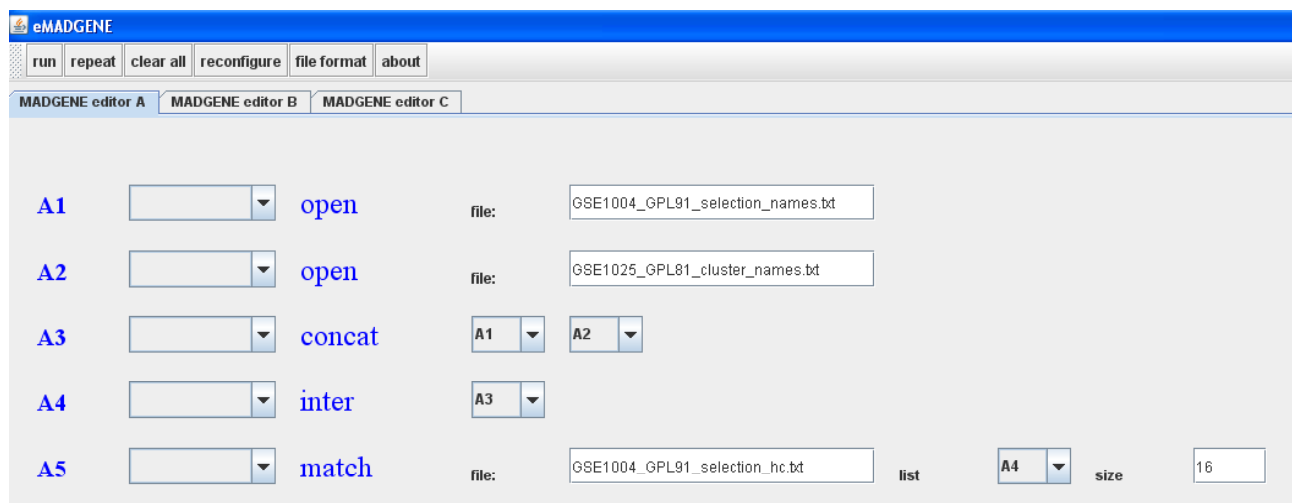 eMADGENE
run repeat clear all reconfigure file format about
MADGENE editor A MADGENE editor B MADGENE editor C
A1 open file: GSE1004_GPL91_selection_names.txt
A2 open file: GSE1025_GPL81_cluster_names.txt
A3 concat A1 A2
A4 inter A3
A5 match file: GSE1004_GPL91_selection_hc.txt list A4 size 16